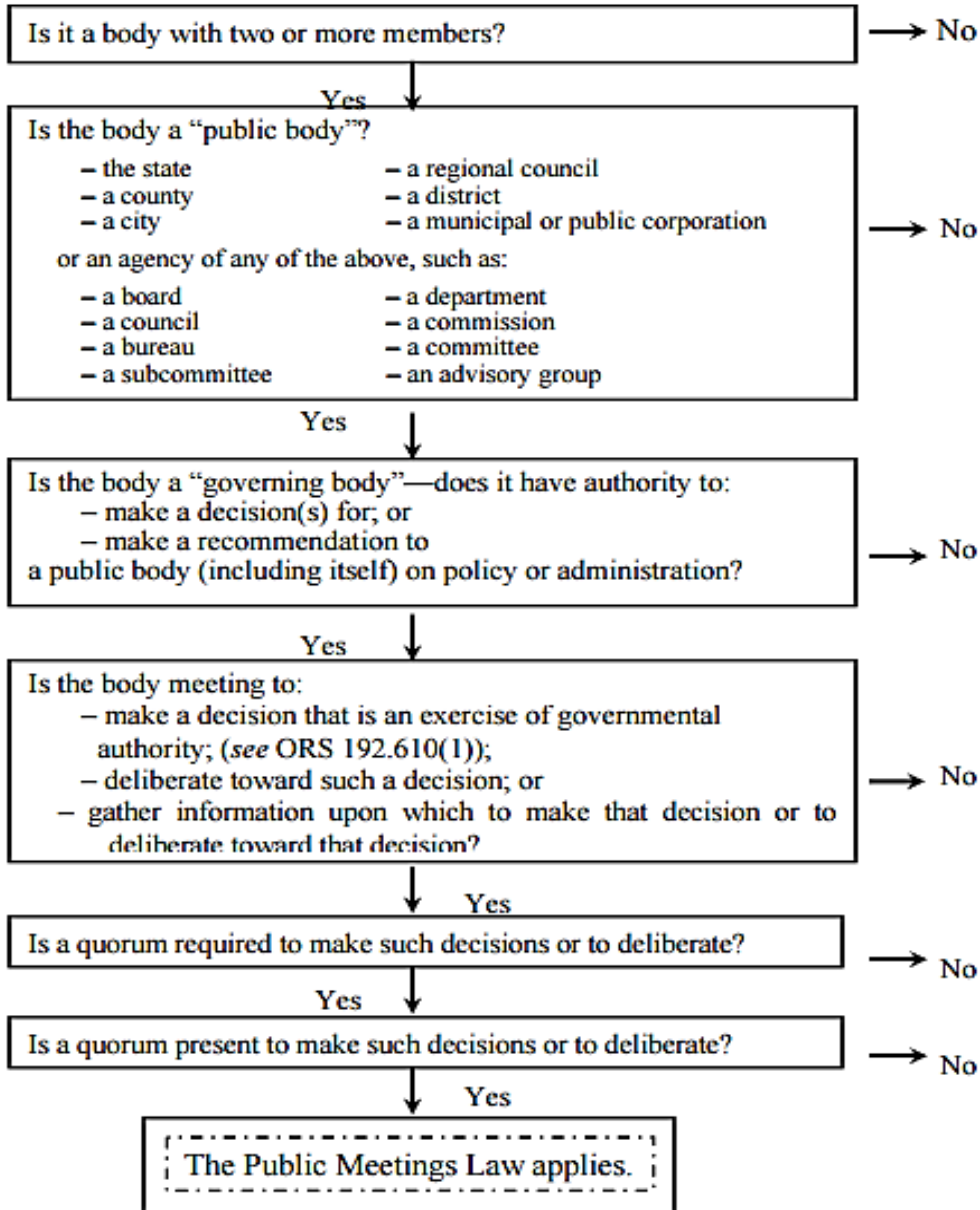 Is it a body with two or more members?
No
Yes
Is the body a “public body”?
– the state – a regional council
– a county – a district
– a city – a municipal or public corporation
No
or an agency of any of the above, such as:
– a board – a department
– a council – a commission
– a bureau – a committee
– a subcommittee – an advisory group
Yes
Is the body a “governing body”—does it have authority to:
– make a decision(s) for; or
– make a recommendation to
No
a public body (including itself) on policy or administration?
Yes
Is the body meeting to:
– make a decision that is an exercise of governmental
authority; (see ORS 192.610(1));
– deliberate toward such a decision; or
No
– gather information upon which to make that decision or to
deliberate toward that decision?
Yes
Is a quorum required to make such decisions or to deliberate?
No
Yes
Is a quorum present to make such decisions or to deliberate?
No
Yes
The Public Meetings Law applies.